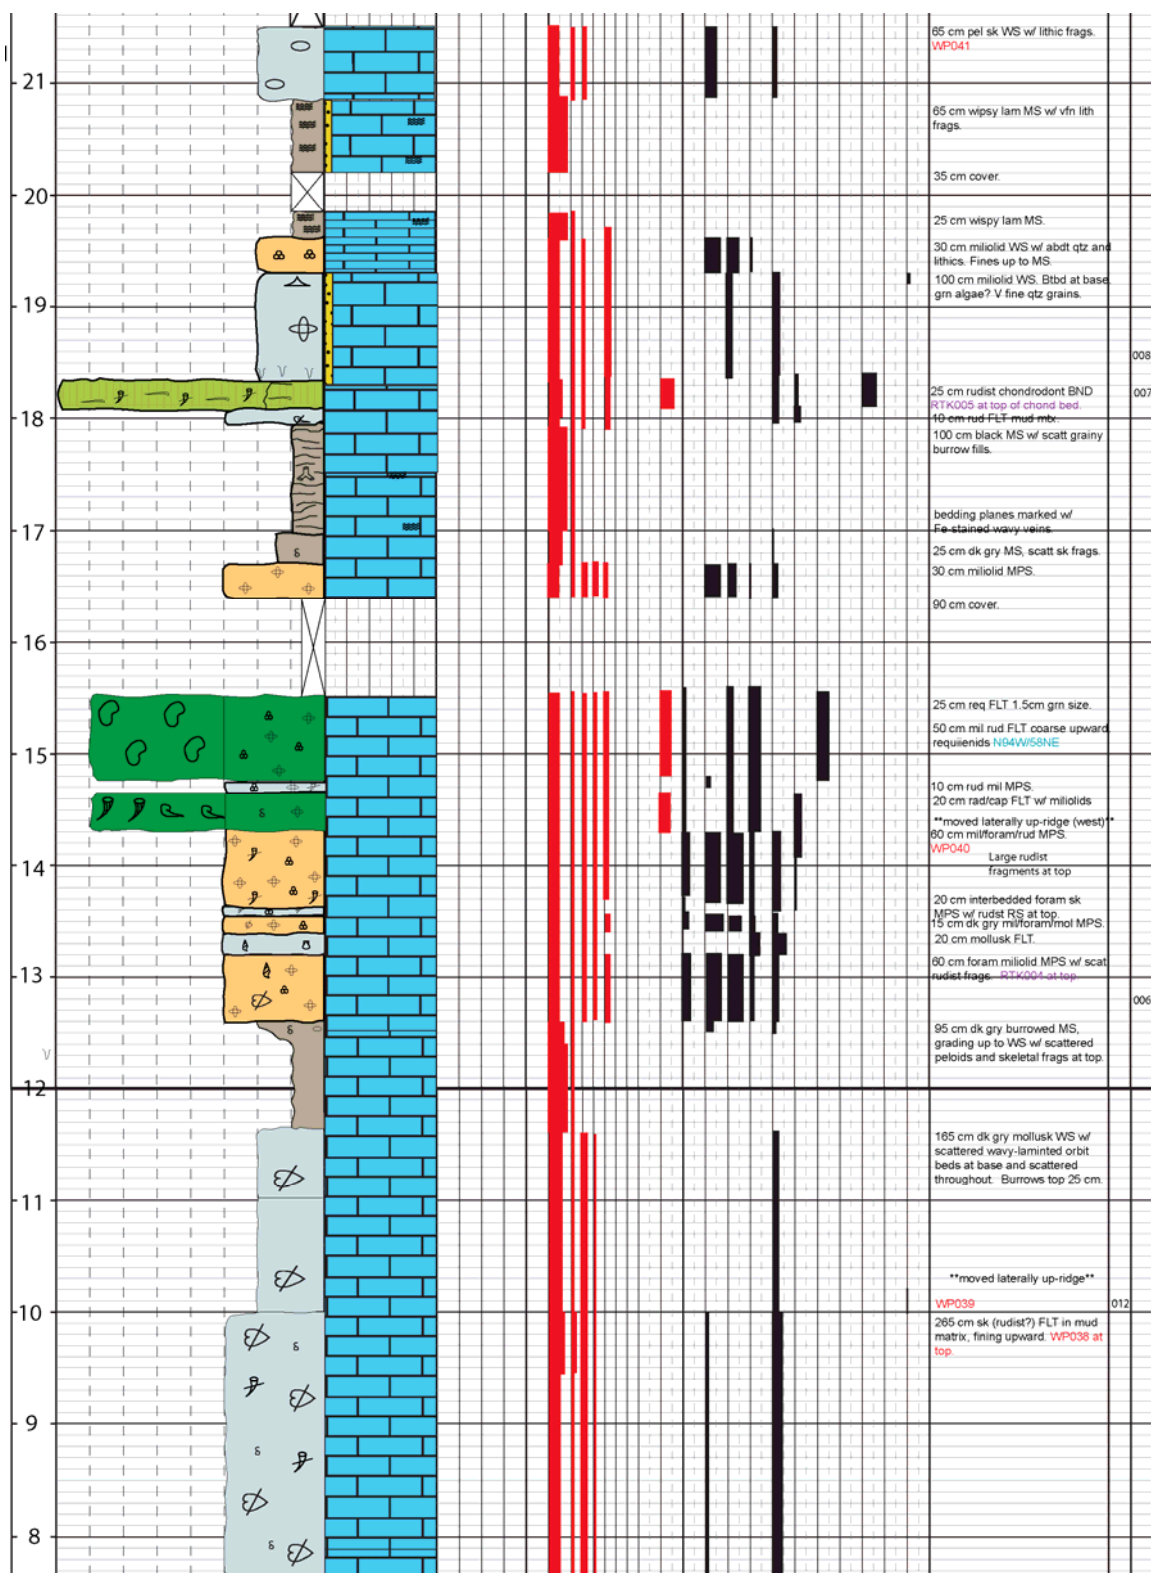 65 cm pel sk WS w/ lithic frags.
WP041
21
65 cm wipsy lam MS w/ vfn lith
frags.
35 cm cover.
20
25 cm wispy lam MS.
30 cm miliolid WS w/ abdt qtz and
lithics. Fines up to MS.
100 cm miliolid WS. Btbd at base,
grn algae? V fine qtz grains.
19
008
25 cm rudist chondrodont BND
007
RTK005 at top of chond bed.
10 cm rud FLT mud mtx.
18
100 cm black MS w/ scatt grainy
burrow fills.
bedding planes marked w/
Fe-stained wavy veins.
17
25 cm dk gry MS, scatt sk frags.
30 cm miliolid MPS.
90 cm cover.
16
25 cm req FLT 1.5cm grn size.
50 cm mil rud FLT coarse upward
requiienids N94W/58NE
15
10 cm rud mil MPS.
20 cm rad/cap FLT w/ miliolids
**moved laterally up-ridge (west)**
60 cm mil/foram/rud MPS.
WP040
Large rudist
fragments at top
14
20 cm interbedded foram sk
MPS w/ rudst RS at top.
15 cm dk gry mil/foram/mol MPS.
20 cm mollusk FLT.
60 cm foram miliolid MPS w/ scat
rudist frags. RTK004 at top.
13
006
95 cm dk gry burrowed MS,
grading up to WS w/ scattered
peloids and skeletal frags at top.
12
165 cm dk gry mollusk WS w/
scattered wavy-laminted orbit
beds at base and scattered
throughout. Burrows top 25 cm.
11
**moved laterally up-ridge**
WP039
012
10
265 cm sk (rudist?) FLT in mud
matrix, fining upward. WP038 at
top.
9
8